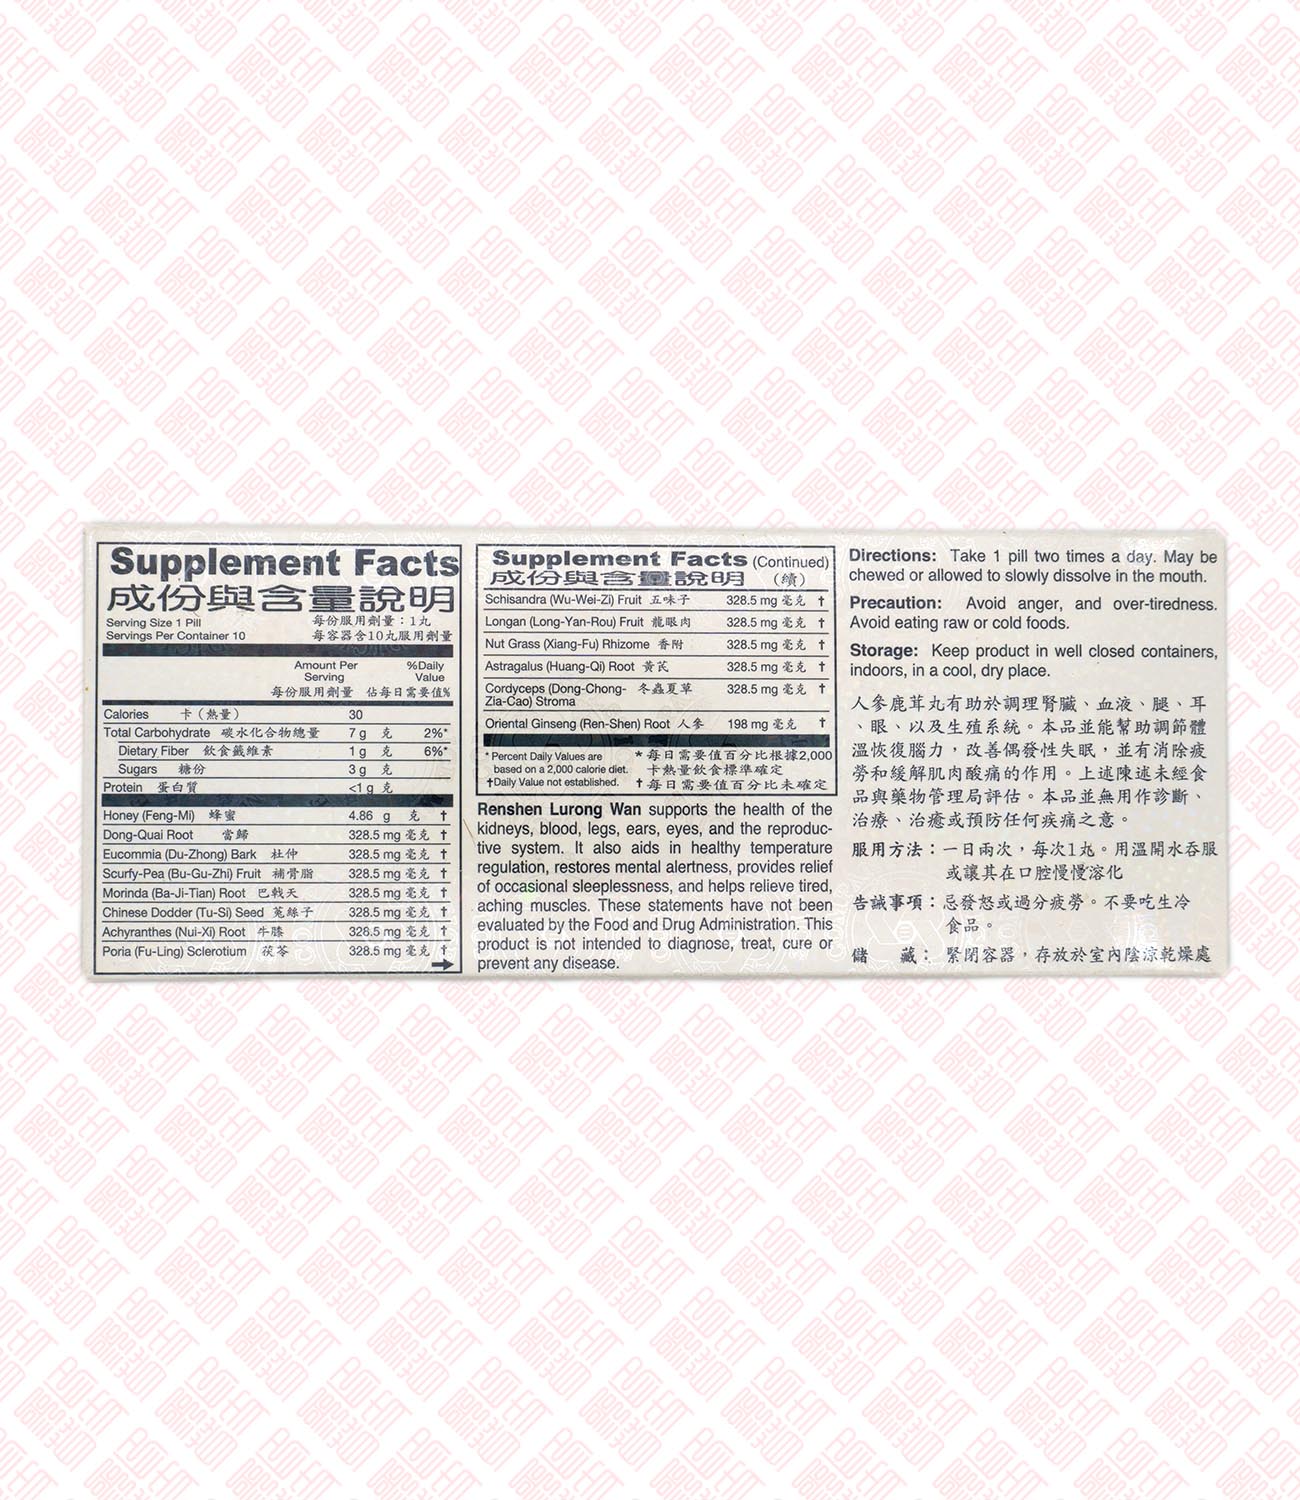 Supplement Facts
成份與含量說明
Serving Size 1 Pill 每份服用劑量：1丸
Servings Per Container 10 每容器含10丸服用劑量
Amount Per %Daily
Serving Value
每份服用劑量 佔每日需要值%
Calories 卡（熱量） 30
Total Carbohydrate 碳水化合物總量 7 g 克 2%*
Dietary Fiber 飲食纖維素 1 g 克 6%*
Sugars 糖份 3 g 克
Protein 蛋白質 <1 g 克
Honey (Feng-Mi) 蜂蜜 4.86 g 克 †
Dong-Quai Root 當歸 328.5 mg 毫克 †
Eucommia (Du-Zhong) Bark 杜仲 328.5 mg 毫克 †
Scurfy-Pea (Bu-Gu-Zhi) Fruit 補骨脂 328.5 mg 毫克 †
Morinda (Ba-Ji-Tian) Root 巴戟天 328.5 mg 毫克 †
Chinese Dodder (Tu-Si) Seed 菟絲子 328.5 mg 毫克 †
Achyranthes (Nui-Xi) Root 牛膝 328.5 mg 毫克 †
Poria (Fu-Ling) Sclerotium 茯苓 328.5 mg 毫克 †
Supplement Facts (Continued)
成份與含量說明 （續）
Schisandra (Wu-Wei-Zi) Fruit 五味子 328.5 mg 毫克 †
Longan (Long-Yan-Rou) Fruit 龍眼肉 328.5 mg 毫克 †
Nut Grass (Xiang-Fu) Rhizome 香附 328.5 mg 毫克 †
Astragalus (Huang-Qi) Root 黃芪 328.5 mg 毫克 †
Cordyceps (Dong-Chong- 冬蟲夏草 328.5 mg 毫克 †
Zia-Cao) Stroma
Oriental Ginseng (Ren-Shen) Root 人參 198 mg 毫克 †
* Percent Daily Values are * 每日需要值百分比根據2,000
based on a 2,000 calorie diet. 卡熱量飲食標準確定
†Daily Value not established. † 每日需要值百分比未確定
Renshen Lurong Wan supports the health of the
kidneys, blood, legs, ears, eyes, and the reproduc-
tive system. It also aids in healthy temperature
regulation, restores mental alertness, provides relief
of occasional sleeplessness, and helps relieve tired,
aching muscles. These statements have not been
evaluated by the Food and Drug Administration. This
product is not intended to diagnose, treat, cure or
prevent any disease.
Directions: Take 1 pill two times a day. May be
chewed or allowed to slowly dissolve in the mouth.
Precaution: Avoid anger, and over-tiredness.
Avoid eating raw or cold foods.
Storage: Keep product in well closed containers,
indoors, in a cool, dry place.
人參鹿茸丸有助於調理腎臟、血液、腿、耳
、眼、以及生殖系統。本品並能幫助調節體
溫恢復腦力，改善偶發性失眠，並有消除疲
勞和緩解肌肉酸痛的作用。上述陳述未經食
品與藥物管理局評估。本品並無用作診斷、
治療、治癒或預防任何疾病之意。
服用方法：一日兩次，每次1丸。用溫開水吞服
或讓其在口腔慢慢溶化
告誡事項：忌發怒或過分疲勞。不要吃生冷
食品。
儲 藏：緊閉容器，存放於室內陰涼乾燥處